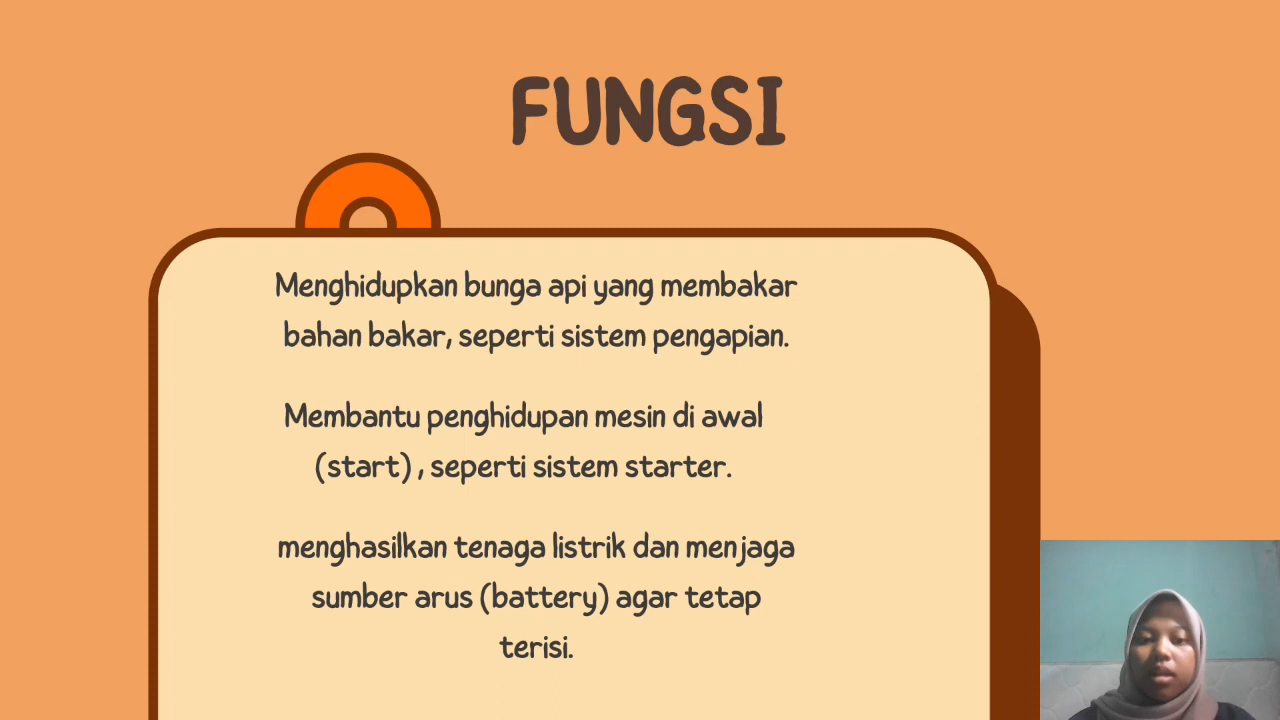 FUNGSI
Menghidupkan bunga api yang membakar
bahan bakar, seperti sistem pengapian.
Membantu penghidupan mesin di awal
(start) , seperti sistem starter.
menghasilkan tenaga listrik dan menjaga
sumber arus (battery) agar tetap
terisi.